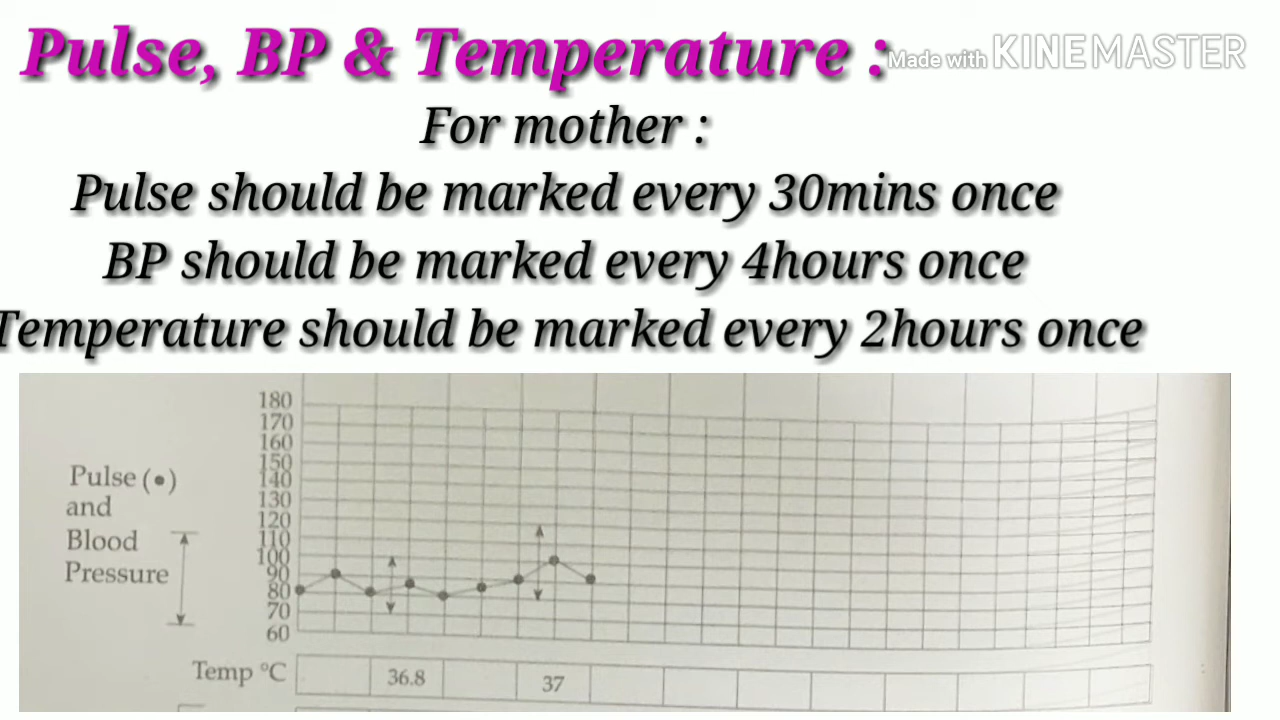 Pulse, BP & Temperature :
Made with KINEMASTER
For mother :
Pulse should be marked every 30mins once
BP should be marked every 4hours once
Temperature should be marked every 2hours once
180
170
160
150
140
130
120
110
100
90
80
70
60
Pulse (•)
and
Blood
Pressure
Temp °C 36.8 37